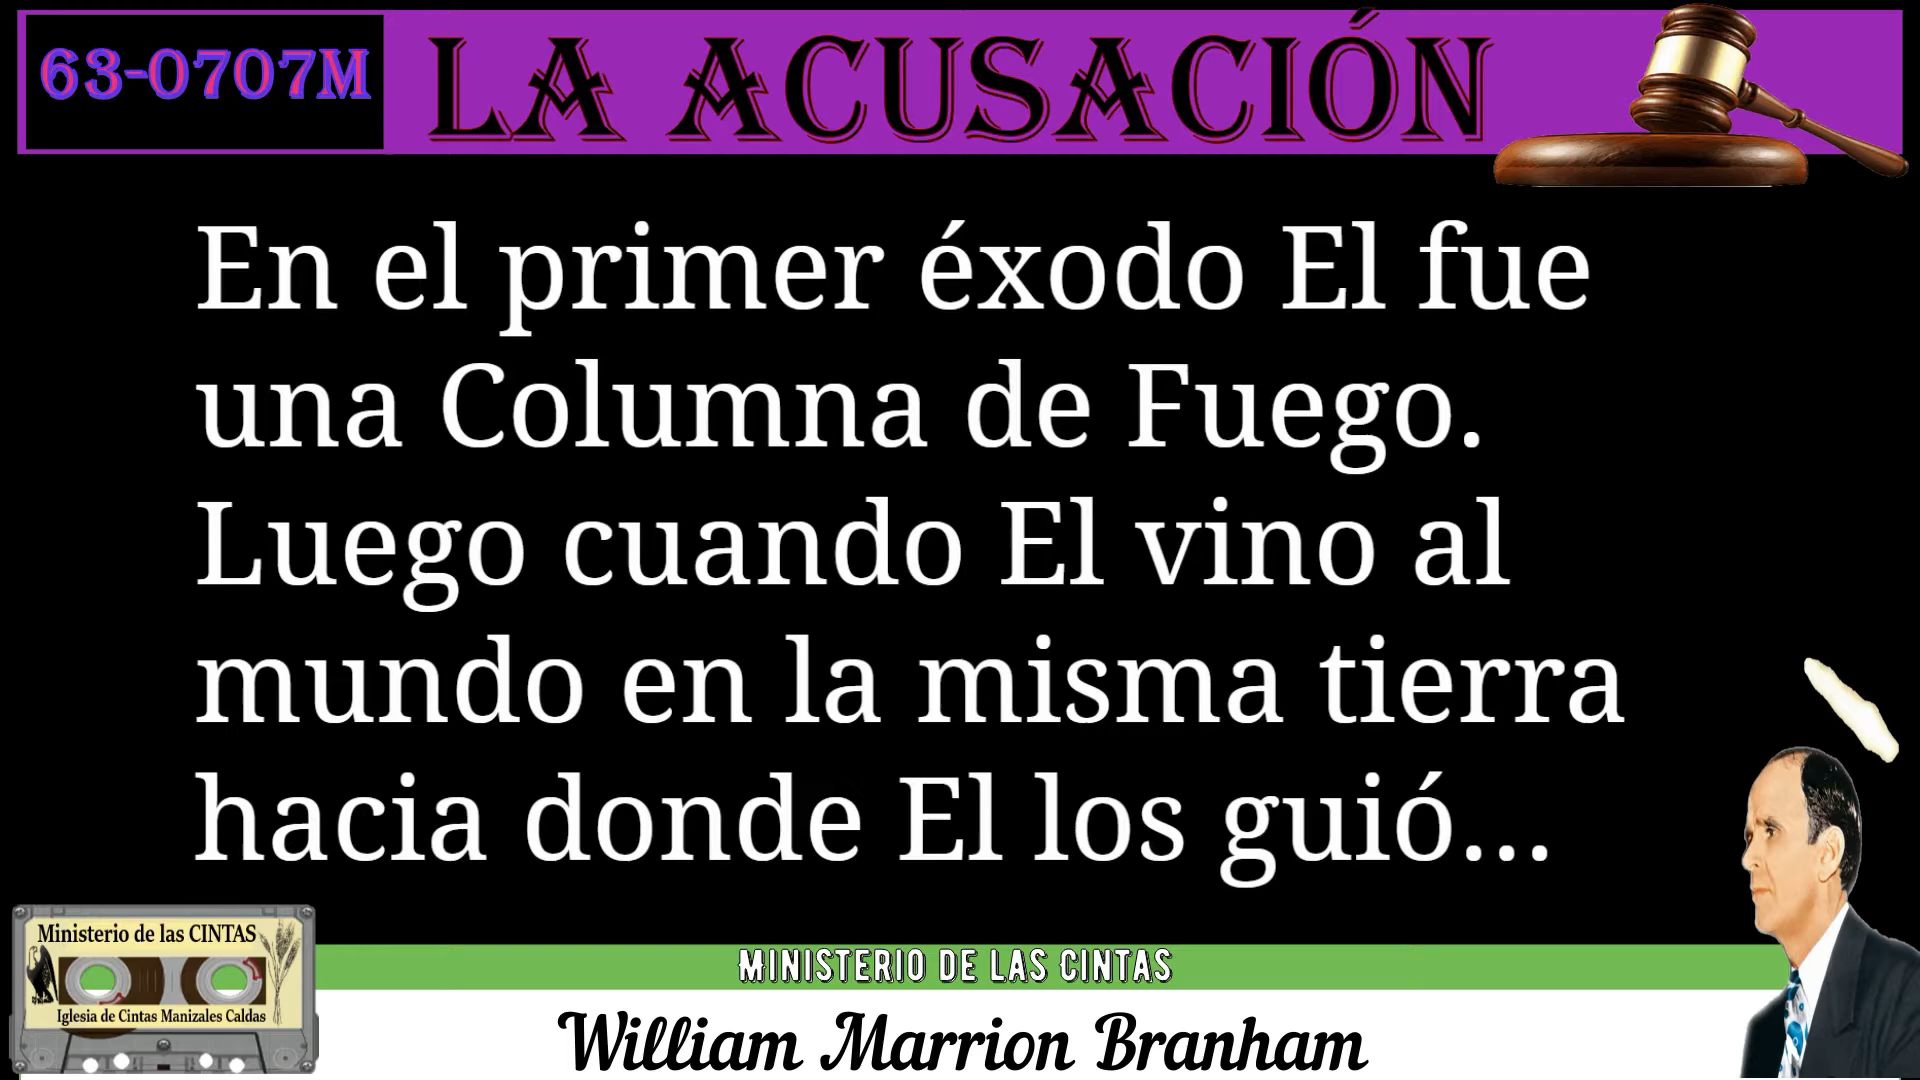 63-0707M
LA ACUSACIÓN
En el primer éxodo El fue
una Columna de Fuego.
Luego cuando El vino al
mundo en la misma tierra
hacia donde El los guió...
Ministerio de las CINTAS
Iglesia de Cintas Manizales Caldas
MINISTERIO DE LAS CINTAS
William Marrion Branham